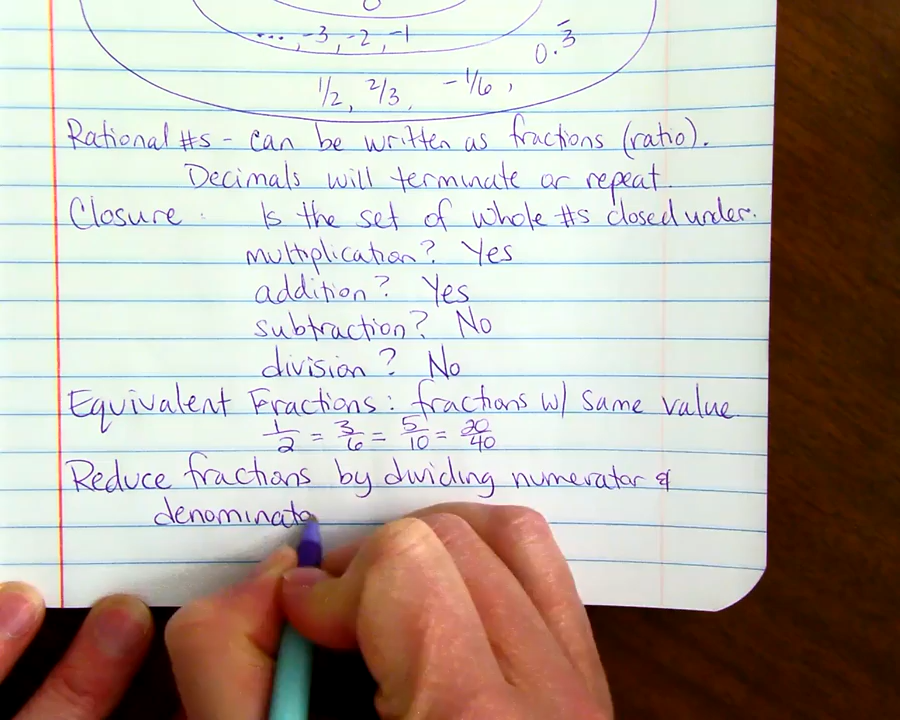 0
..., -3, -2, -1
0.3̅
1/2, 2/3, -1/6,
Rational #s - can be written as fractions (ratio).
Decimals will terminate or repeat.
Closure: Is the set of whole #s closed under:
multiplication? Yes
addition? Yes
subtraction? No
division? No
Equivalent Fractions: fractions w/ same value
1/2 = 3/6 = 5/10 = 20/40
Reduce fractions by dividing numerator &
denominato